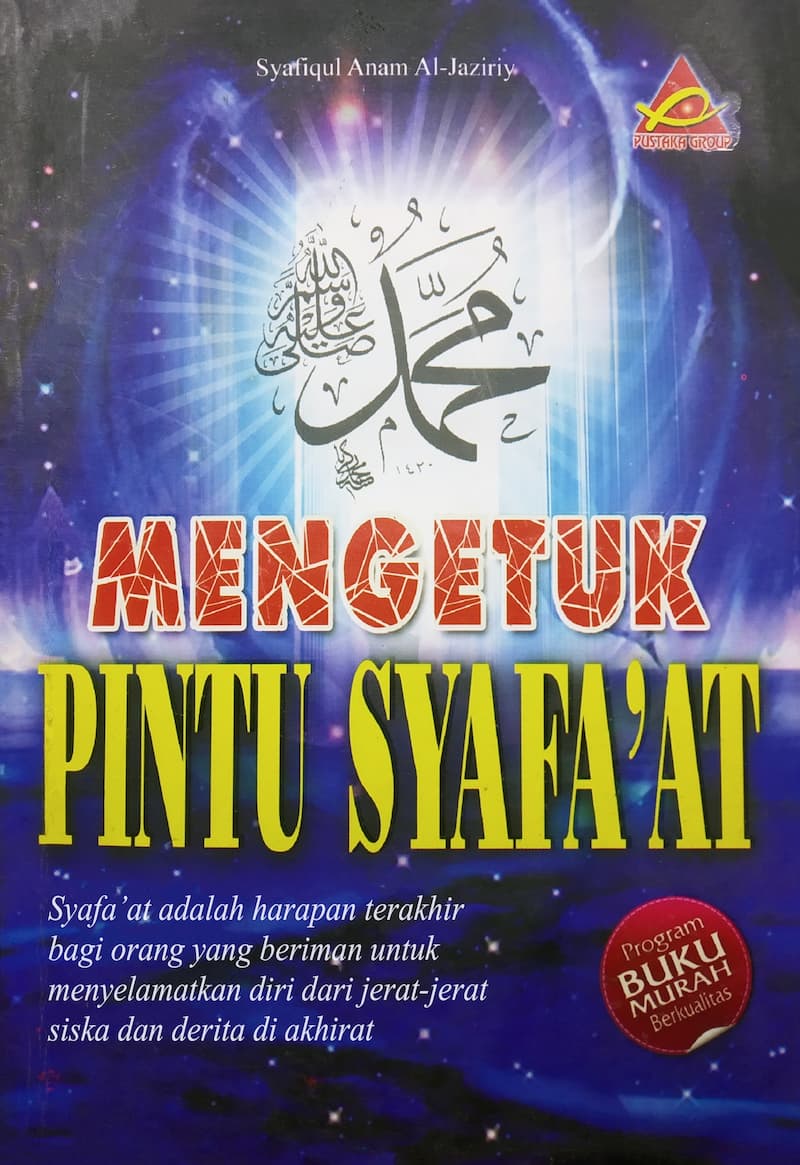 Syafiqul Anam Al-Jaziriy
PUSTAKA GROUP
محمد
صلى الله عليه وسلم
١٤٢٠
MENGETUK
PINTU SYAFA'AT
Syafa'at adalah harapan terakhir
bagi orang yang beriman untuk
menyelamatkan diri dari jerat-jerat
siska dan derita di akhirat
Program
BUKU
MURAH
Berkualitas